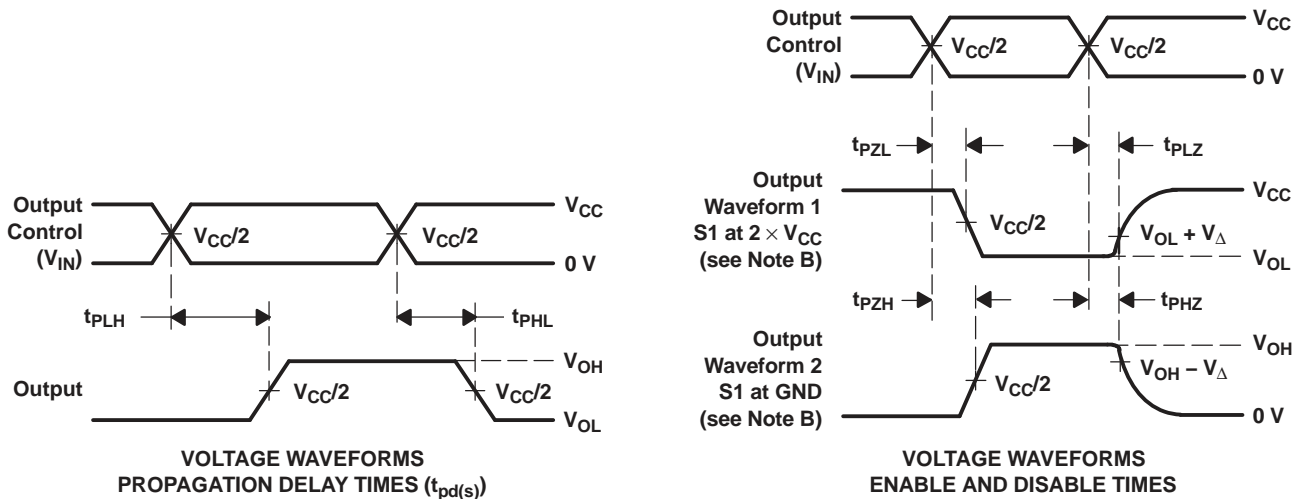 Output
Control
(V_IN)
V_CC/2
V_CC/2
V_CC
0 V
t_PLH
t_PHL
Output
V_CC/2
V_CC/2
V_OH
V_OL
VOLTAGE WAVEFORMS
PROPAGATION DELAY TIMES (t_pd(s))
Output
Control
(V_IN)
V_CC/2
V_CC/2
V_CC
0 V
t_PZL
t_PLZ
Output
Waveform 1
S1 at 2 × V_CC
(see Note B)
V_CC/2
V_CC
V_OL + V_Δ
V_OL
t_PZH
t_PHZ
Output
Waveform 2
S1 at GND
(see Note B)
V_CC/2
V_OH
V_OH − V_Δ
0 V
VOLTAGE WAVEFORMS
ENABLE AND DISABLE TIMES